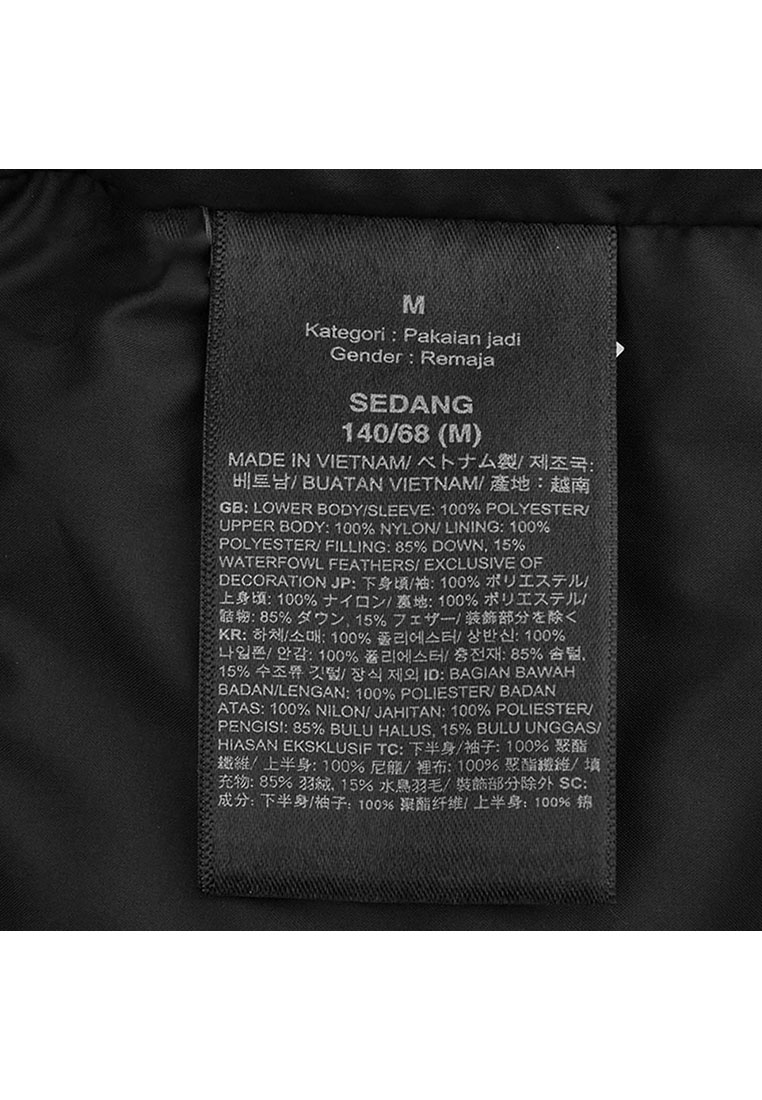 M
Kategori : Pakaian jadi
Gender : Remaja
SEDANG
140/68 (M)
MADE IN VIETNAM/ ベトナム製/ 제조국:
베트남/ BUATAN VIETNAM/ 產地：越南
GB: LOWER BODY/SLEEVE: 100% POLYESTER/
UPPER BODY: 100% NYLON/ LINING: 100%
POLYESTER/ FILLING: 85% DOWN, 15%
WATERFOWL FEATHERS/ EXCLUSIVE OF
DECORATION JP: 下身頃/袖: 100% ポリエステル/
上身頃: 100% ナイロン/ 裏地: 100% ポリエステル/
詰物: 85% ダウン, 15% フェザー/ 装飾部分を除く
KR: 하체/소매: 100% 폴리에스터/ 상반신: 100%
나일론/ 안감: 100% 폴리에스터/ 충전재: 85% 솜털,
15% 수조류 깃털/ 장식 제외 ID: BAGIAN BAWAH
BADAN/LENGAN: 100% POLIESTER/ BADAN
ATAS: 100% NILON/ JAHITAN: 100% POLIESTER/
PENGISI: 85% BULU HALUS, 15% BULU UNGGAS/
HIASAN EKSKLUSIF TC: 下半身/袖子: 100% 聚酯
纖維/ 上半身: 100% 尼龍/ 裡布: 100% 聚酯纖維/ 填
充物: 85% 羽絨, 15% 水鳥羽毛/ 裝飾部分除外 SC:
成分: 下半身/袖子: 100% 聚酯纤维/ 上半身: 100% 锦